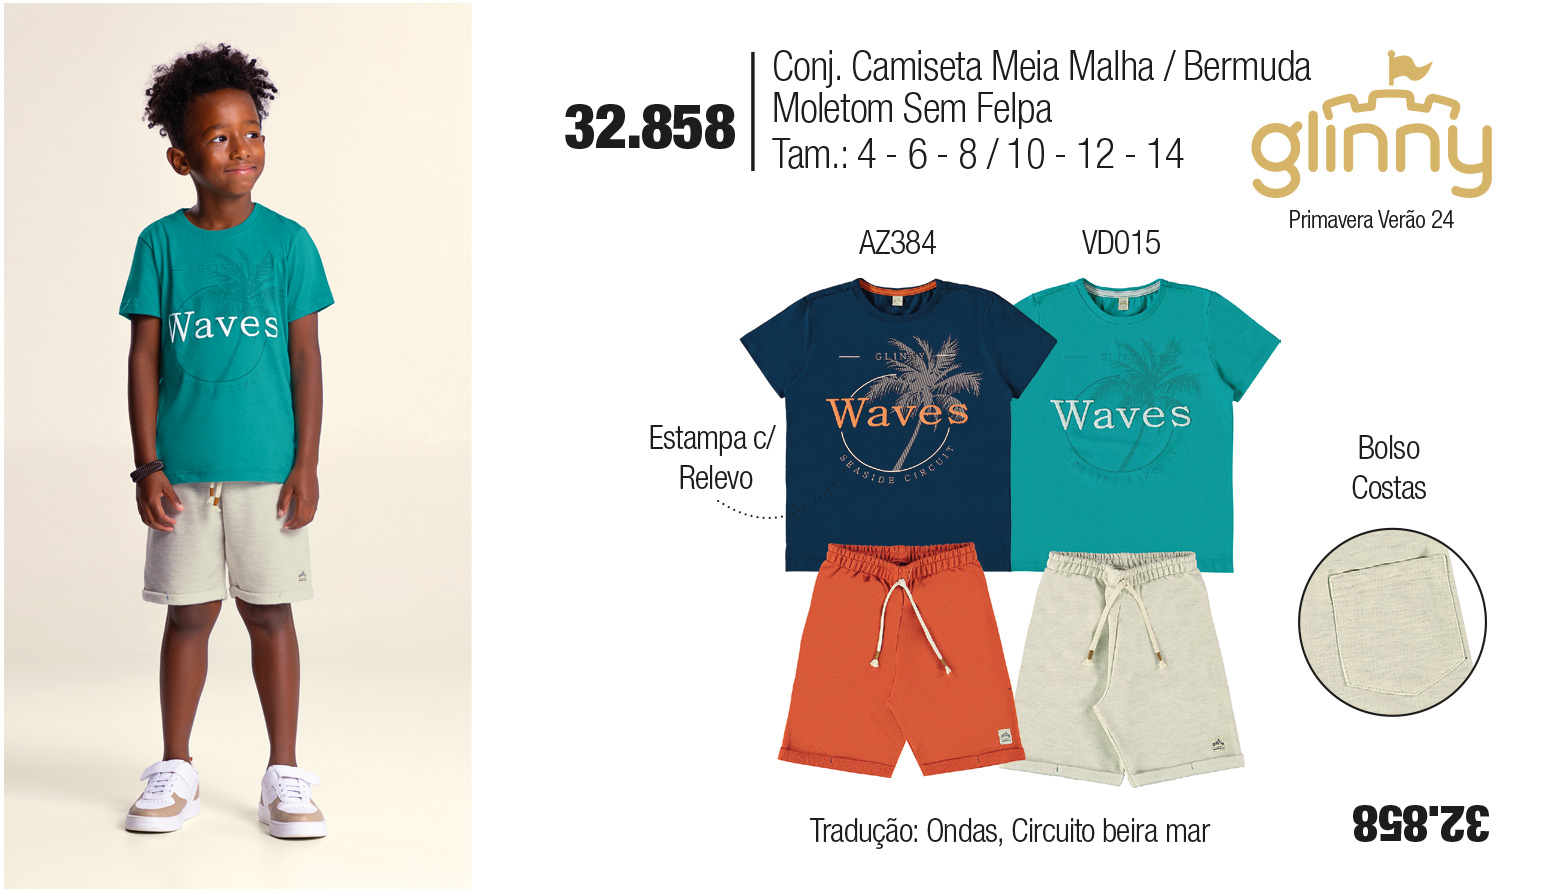 32.858
Conj. Camiseta Meia Malha / Bermuda
Moletom Sem Felpa
Tam.: 4 - 6 - 8 / 10 - 12 - 14
glinny
Primavera Verão 24
AZ384
VD015
GLINNY
Waves
Estampa c/
Relevo
GLINNY
Waves
SEASIDE CIRCUIT
Waves
Bolso
Costas
Tradução: Ondas, Circuito beira mar
32.858